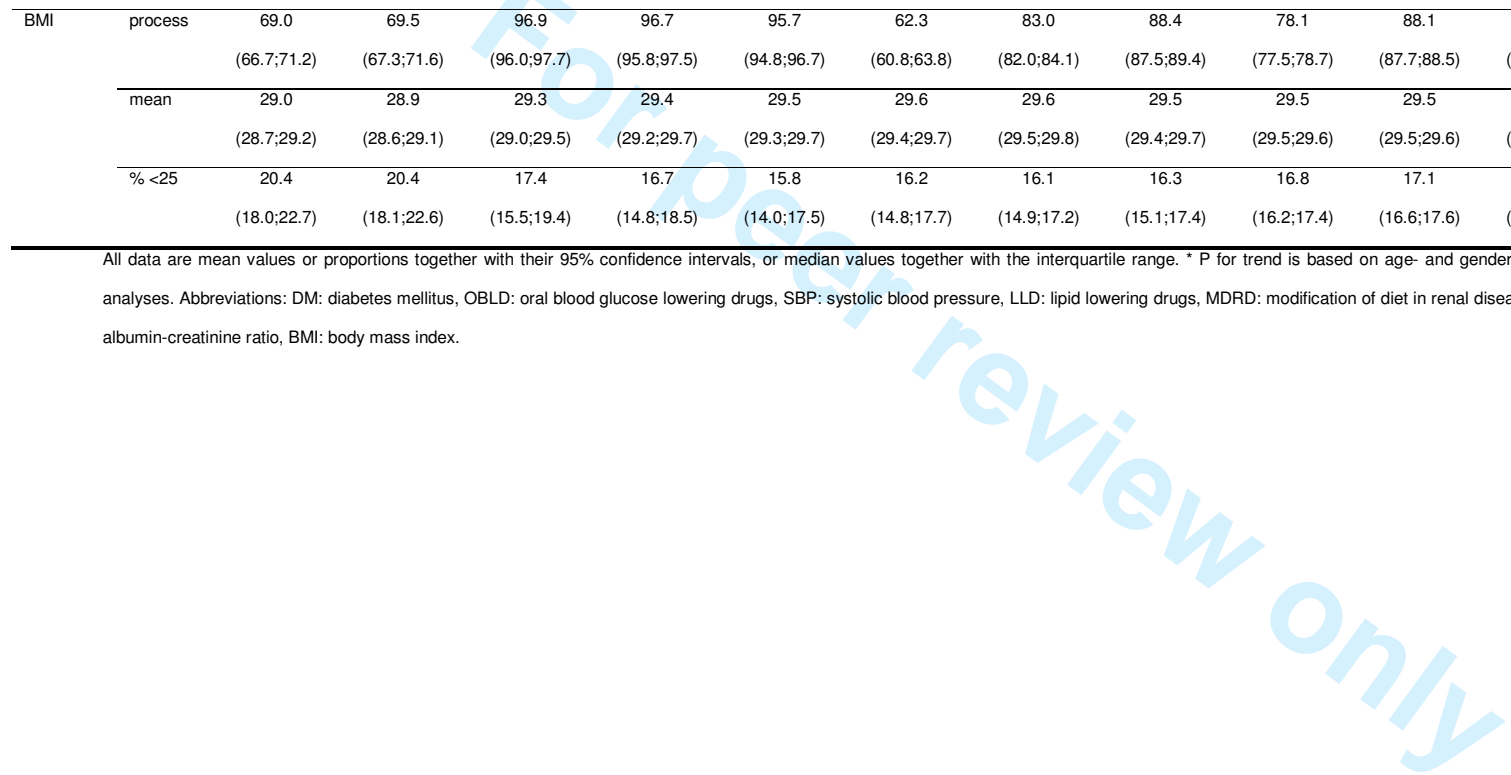 BMI process 69.0 69.5 96.9 96.7 95.7 62.3 83.0 88.4 78.1 88.1
(66.7;71.2) (67.3;71.6) (96.0;97.7) (95.8;97.5) (94.8;96.7) (60.8;63.8) (82.0;84.1) (87.5;89.4) (77.5;78.7) (87.7;88.5) (
mean 29.0 28.9 29.3 29.4 29.5 29.6 29.6 29.5 29.5 29.5
(28.7;29.2) (28.6;29.1) (29.0;29.5) (29.2;29.7) (29.3;29.7) (29.4;29.7) (29.5;29.8) (29.4;29.7) (29.5;29.6) (29.5;29.6) (
% <25 20.4 20.4 17.4 16.7 15.8 16.2 16.1 16.3 16.8 17.1
(18.0;22.7) (18.1;22.6) (15.5;19.4) (14.8;18.5) (14.0;17.5) (14.8;17.7) (14.9;17.2) (15.1;17.4) (16.2;17.4) (16.6;17.6) (
All data are mean values or proportions together with their 95% confidence intervals, or median values together with the interquartile range. * P for trend is based on age- and gender
analyses. Abbreviations: DM: diabetes mellitus, OBLD: oral blood glucose lowering drugs, SBP: systolic blood pressure, LLD: lipid lowering drugs, MDRD: modification of diet in renal disea
albumin-creatinine ratio, BMI: body mass index.
For peer review only